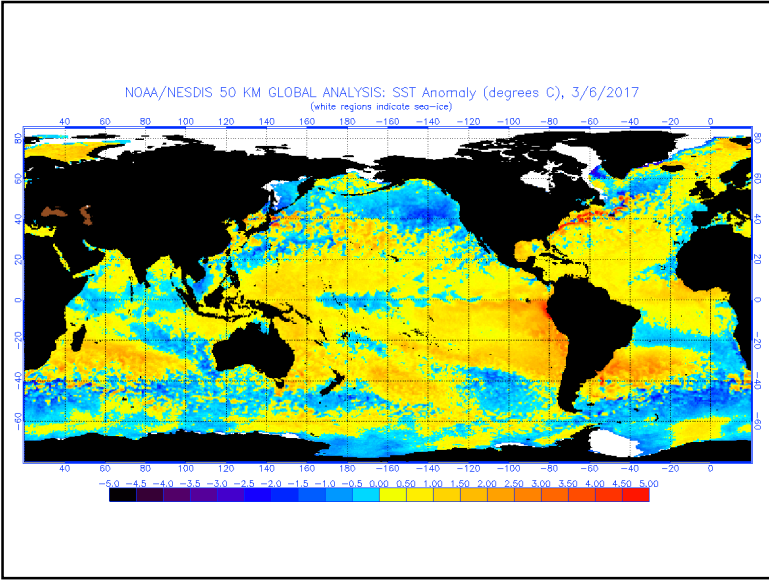 NOAA/NESDIS 50 KM GLOBAL ANALYSIS: SST Anomaly (degrees C), 3/6/2017
(white regions indicate sea-ice)
40 60 80 100 120 140 160 180 -160 -140 -120 -100 -80 -60 -40 -20 0
80 80
60 60
40 40
20 20
0 0
-20 -20
-40 -40
-60 -60
40 60 80 100 120 140 160 180 -160 -140 -120 -100 -80 -60 -40 -20 0
-5.0 -4.5 -4.0 -3.5 -3.0 -2.5 -2.0 -1.5 -1.0 -0.5 0.00 0.50 1.00 1.50 2.00 2.50 3.00 3.50 4.00 4.50 5.00